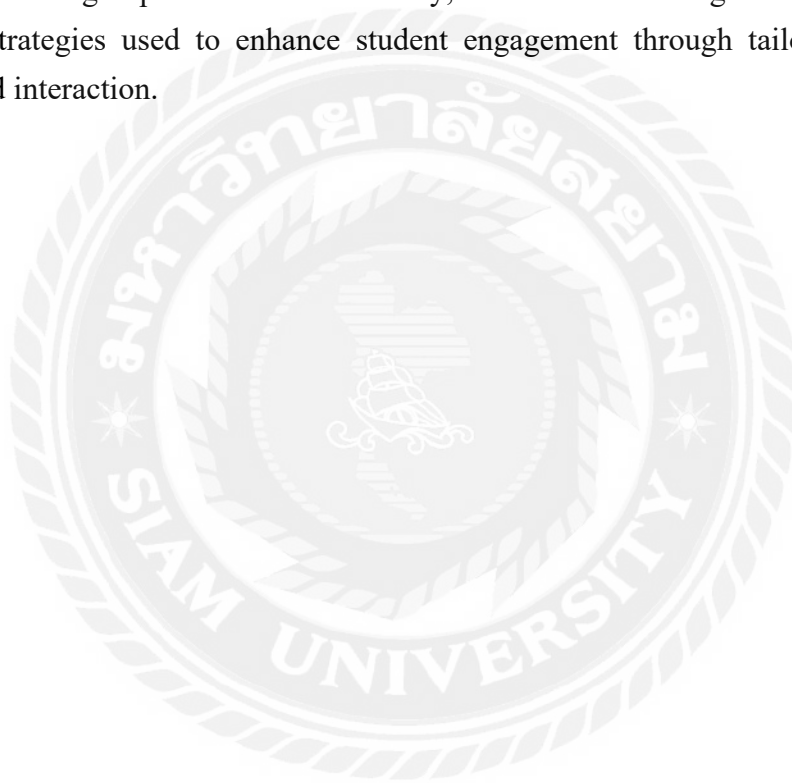 trategies used to enhance student engagement through tail
interaction.
มหาวิทยาลัยสยาม
SIAM UNIVERSITY